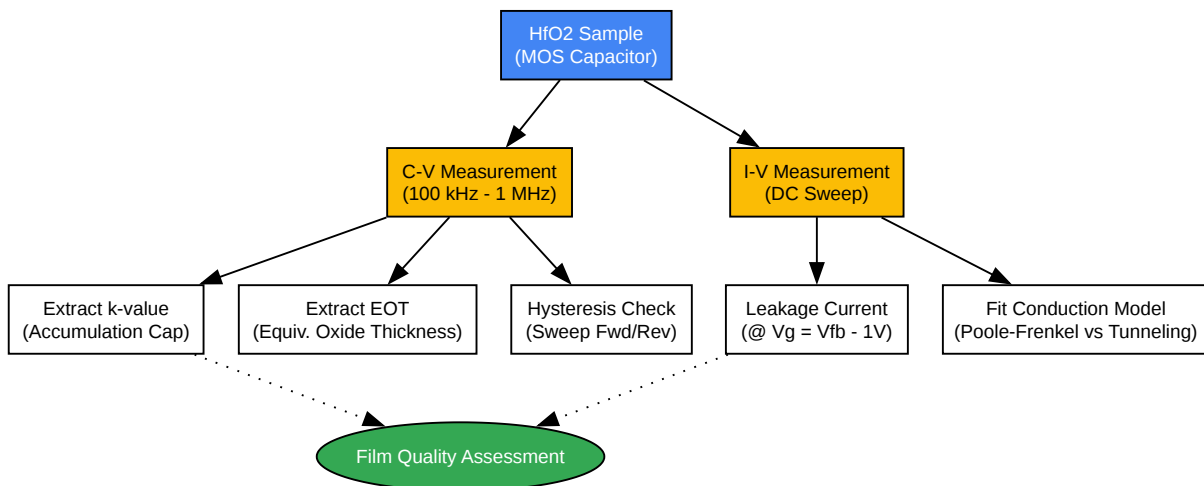 HfO2 Sample
(MOS Capacitor)
C-V Measurement
(100 kHz - 1 MHz)
I-V Measurement
(DC Sweep)
Extract k-value
(Accumulation Cap)
Extract EOT
(Equiv. Oxide Thickness)
Hysteresis Check
(Sweep Fwd/Rev)
Leakage Current
(@ Vg = Vfb - 1V)
Fit Conduction Model
(Poole-Frenkel vs Tunneling)
Film Quality Assessment